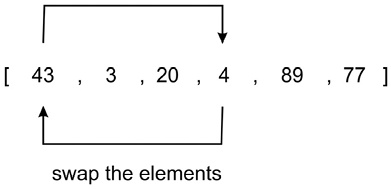 [ 43 , 3 , 20 , 4 , 89 , 77 ]
swap the elements